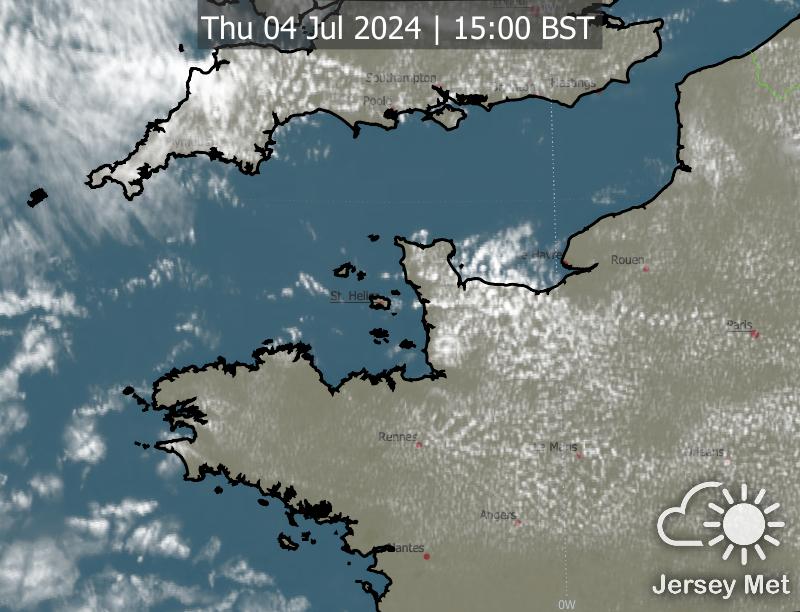 Thu 04 Jul 2024 | 15:00 BST
Southampton
Poole
Hastings
Le Havre
Rouen
St. Helier
Paris
Rennes
Le Mans
Orleans
Angers
Nantes
Jersey Met
0W